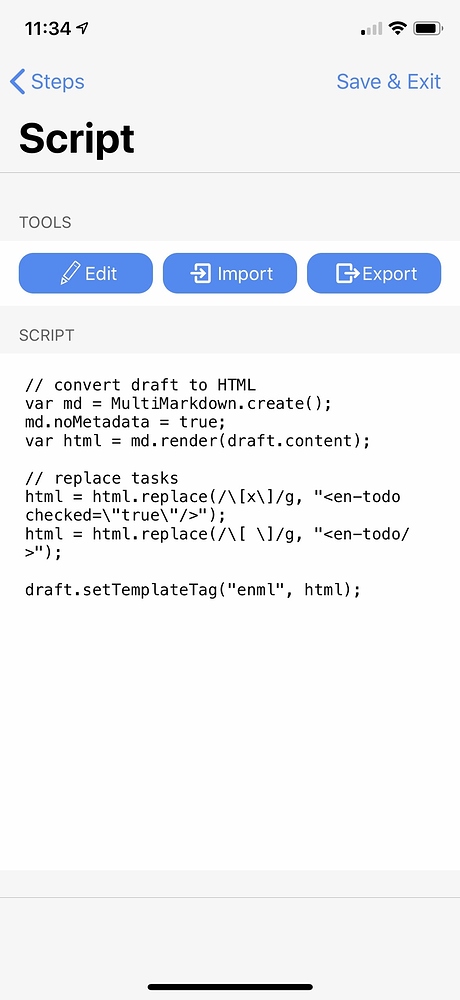 11:34
Steps
Save & Exit
Script
TOOLS
Edit
Import
Export
SCRIPT
// convert draft to HTML
var md = MultiMarkdown.create();
md.noMetadata = true;
var html = md.render(draft.content);
// replace tasks
html = html.replace(/\[x\]/g, "<en-todo
checked=\"true\"/>");
html = html.replace(/\[ \]/g, "<en-todo/
>");
draft.setTemplateTag("enml", html);